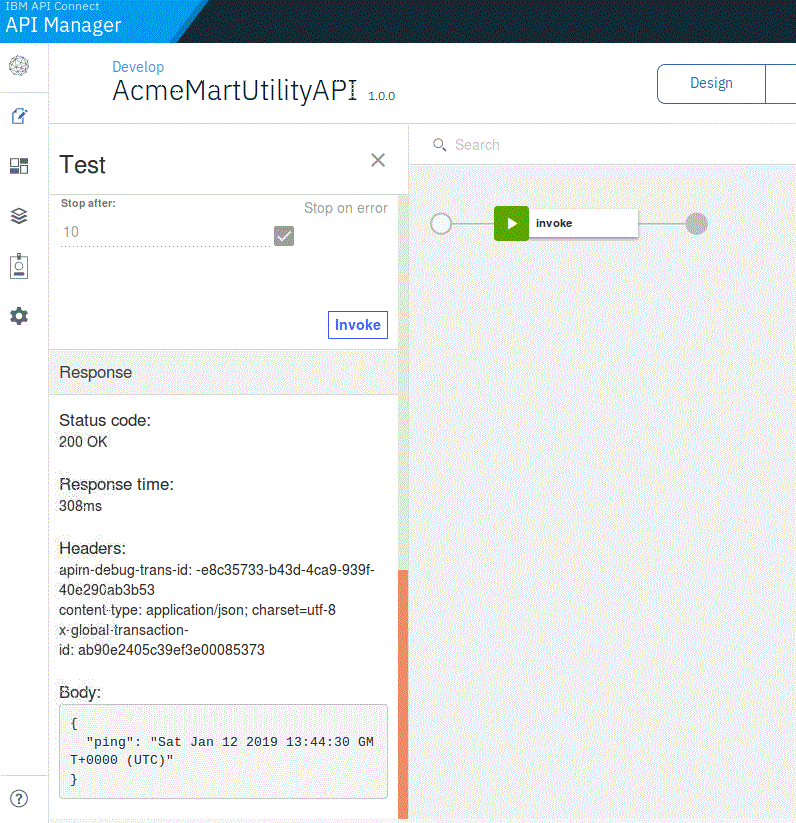 IBM API Connect
API Manager
Develop
AcmeMartUtilityAPI 1.0.0
Design
Test
Search
Stop after:
Stop on error
10
invoke
Invoke
Response
Status code:
200 OK
Response time:
308ms
Headers:
apim-debug-trans-id: -e8c35733-b43d-4ca9-939f-
40e290ab3b53
content-type: application/json; charset=utf-8
x-global-transaction-
id: ab90e2405c39ef3e00085373
Body:
{
"ping": "Sat Jan 12 2019 13:44:30 GM
T+0000 (UTC)"
}